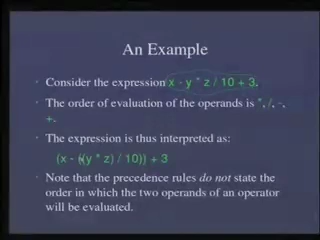 An Example
Consider the expression x - y * z / 10 + 3.
The order of evaluation of the operands is *, /, -,
+.
The expression is thus interpreted as:
(x - ((y * z) / 10)) + 3
Note that the precedence rules do not state the
order in which the two operands of an operator
will be evaluated.